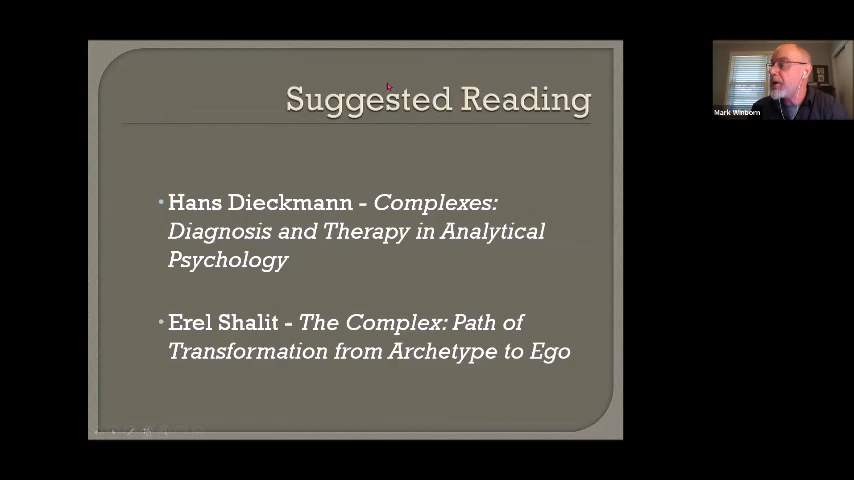 Suggested Reading
Mark Winborn
• Hans Dieckmann - Complexes:
Diagnosis and Therapy in Analytical
Psychology
• Erel Shalit - The Complex: Path of
Transformation from Archetype to Ego